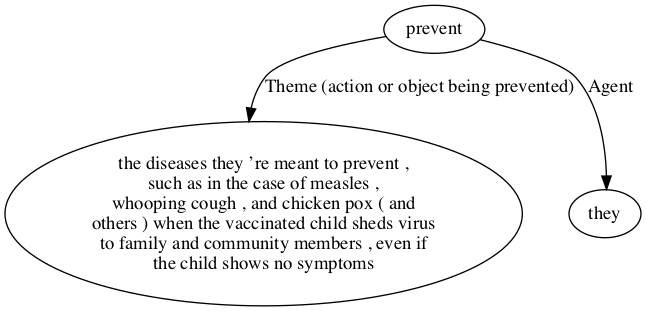 prevent
Theme (action or object being prevented)
Agent
the diseases they ’re meant to prevent ,
such as in the case of measles ,
whooping cough , and chicken pox ( and
others ) when the vaccinated child sheds virus
to family and community members , even if
the child shows no symptoms
they